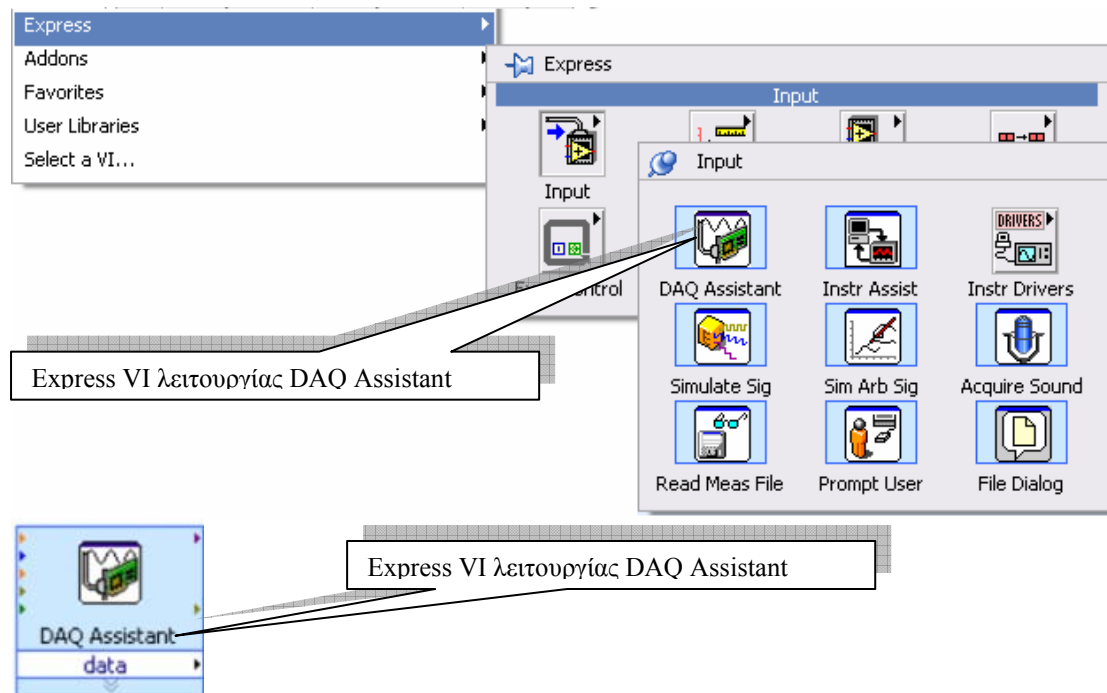 Express
Addons
Favorites
User Libraries
Select a VI...
Express
Input
Input
Input
DAQ Assistant
Instr Assist
DRIVERS
Instr Drivers
Simulate Sig
Sim Arb Sig
Acquire Sound
Read Meas File
Prompt User
File Dialog
Express VI λειτουργίας DAQ Assistant
Express VI λειτουργίας DAQ Assistant
DAQ Assistant
data